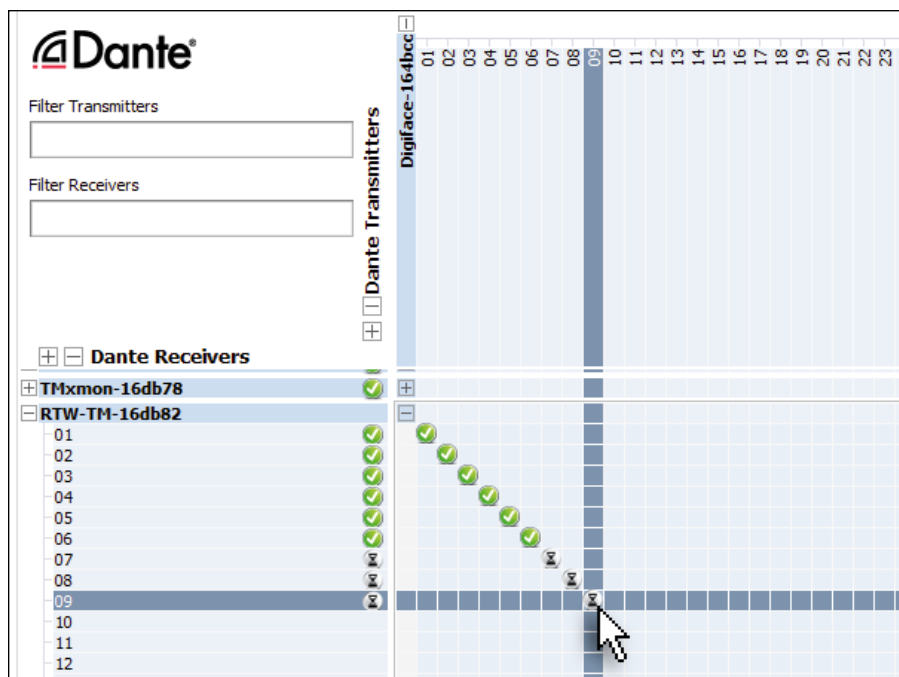 Dante®
Filter Transmitters
Filter Receivers
Dante Transmitters
Digiface-164bcc
01 02 03 04 05 06 07 08 09 10 11 12 13 14 15 16 17 18 19 20 21 22 23
Dante Receivers
TMxmon-16db78
RTW-TM-16db82
01
02
03
04
05
06
07
08
09
10
11
12